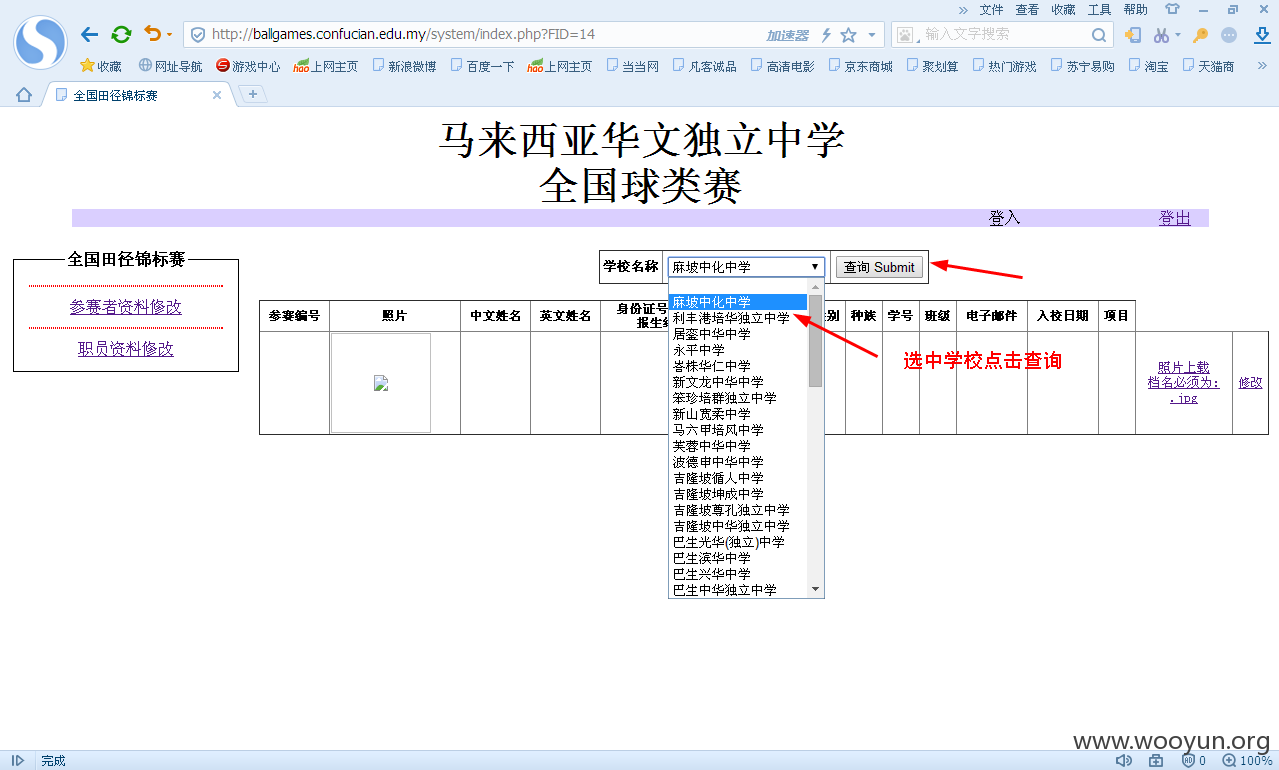 文件 查看 收藏 工具 帮助
http://ballgames.confucian.edu.my/system/index.php?FID=14
加速器
输入文字搜索
收藏 网址导航 游戏中心 上网主页 新浪微博 百度一下 上网主页 当当网 凡客诚品 高清电影 京东商城 聚划算 热门游戏 苏宁易购 淘宝 天猫商
全国田径锦标赛
马来西亚华文独立中学
全国球类赛
登入 登出
全国田径锦标赛
参赛者资料修改
职员资料修改
学校名称 麻坡中化中学 查询 Submit
参赛编号 照片 中文姓名 英文姓名 身份证号 别 种族 学号 班级 电子邮件 入校日期 项目
报生纟
麻坡中化中学
利丰港培华独立中学
居銮中华中学
永平中学
峇株华仁中学
新文龙中华中学
笨珍培群独立中学
新山宽柔中学
马六甲培风中学
芙蓉中华中学
波德申中华中学
吉隆坡循人中学
吉隆坡坤成中学
吉隆坡尊孔独立中学
吉隆坡中华独立中学
巴生光华(独立)中学
巴生滨华中学
巴生兴华中学
巴生中华独立中学
选中学校点击查询
照片上载
档名必须为:
.jpg
修改
www.wooyun.org
完成
0 100%